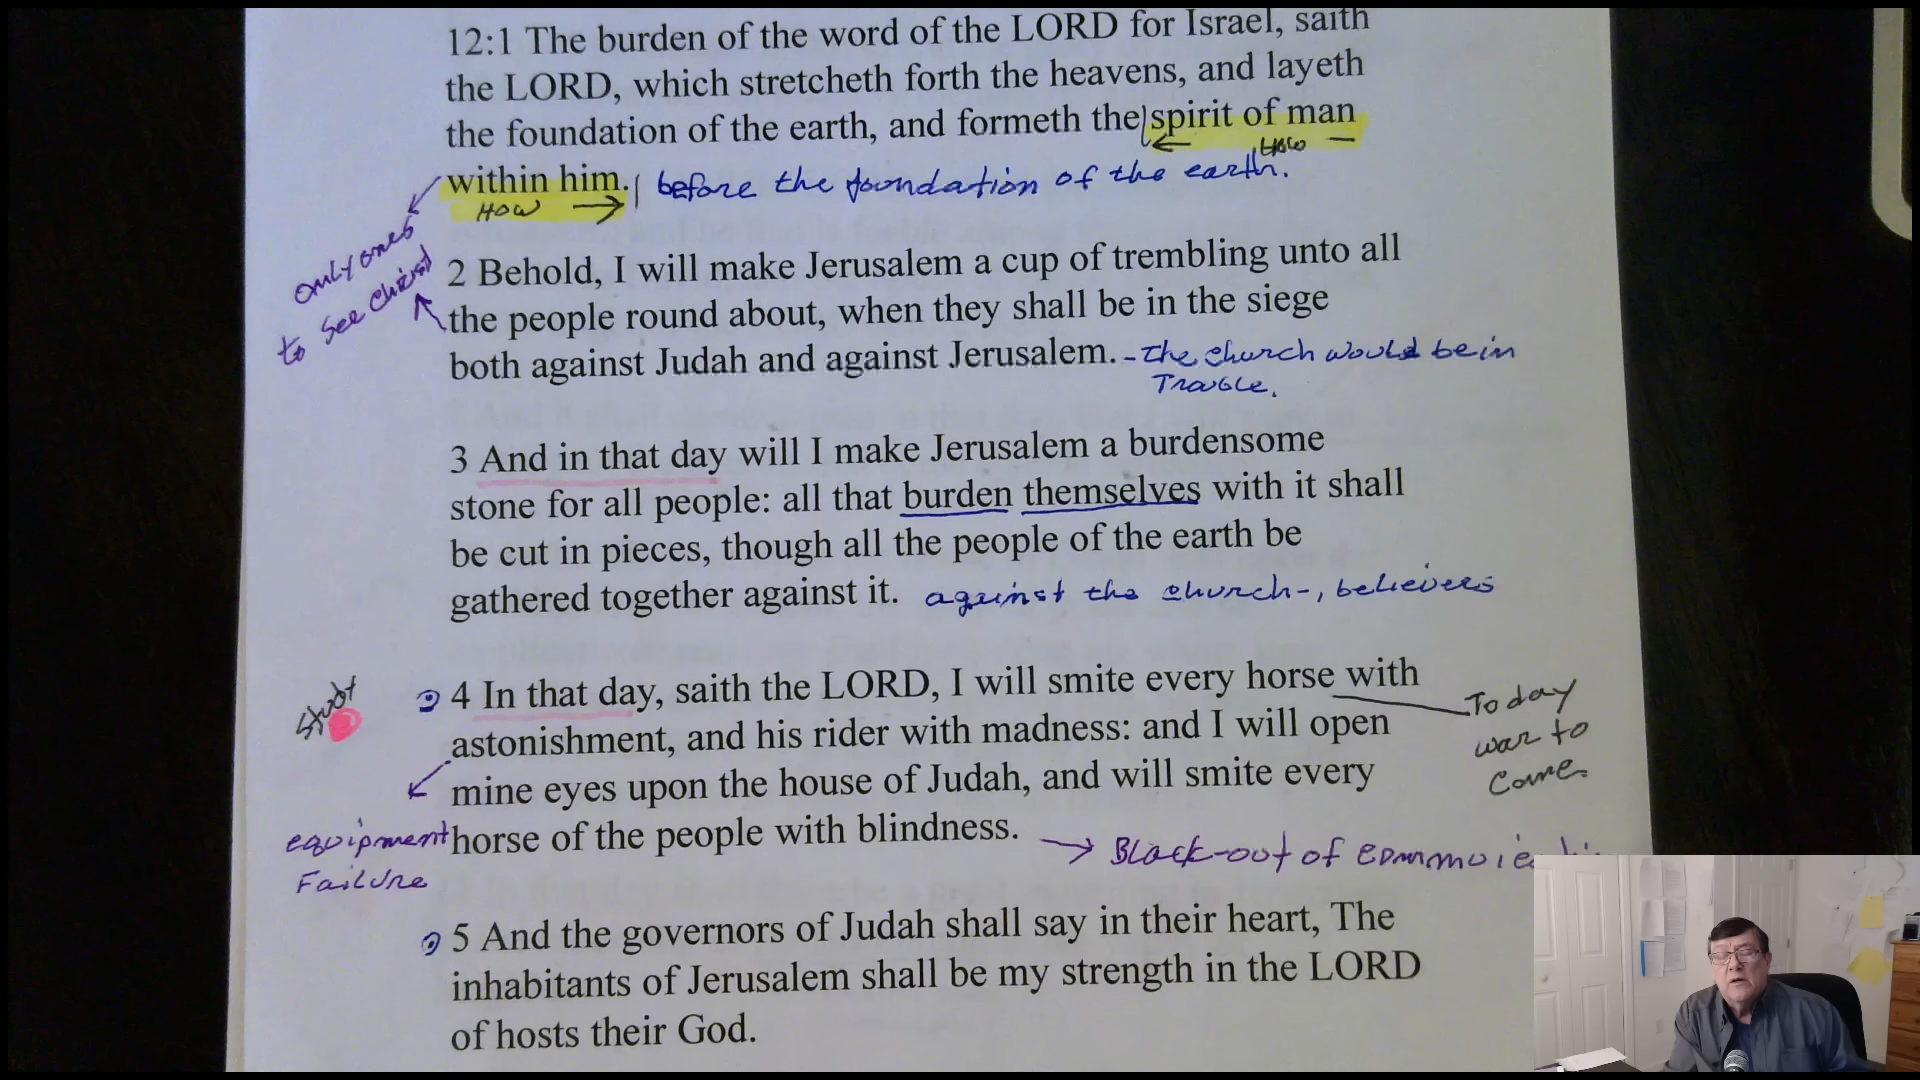 12:1 The burden of the word of the LORD for Israel, saith
the LORD, which stretcheth forth the heavens, and layeth
the foundation of the earth, and formeth the spirit of man
within him. before the foundation of the earth.
HOW
only ones
to see christ
2 Behold, I will make Jerusalem a cup of trembling unto all
the people round about, when they shall be in the siege
both against Judah and against Jerusalem. - the church would be in
Trouble.
3 And in that day will I make Jerusalem a burdensome
stone for all people: all that burden themselves with it shall
be cut in pieces, though all the people of the earth be
gathered together against it. against the church-, believers
4 In that day, saith the LORD, I will smite every horse with
Today
astonishment, and his rider with madness: and I will open
war to
mine eyes upon the house of Judah, and will smite every
come.
equipment horse of the people with blindness.
Black-out of
Failure
5 And the governors of Judah shall say in their heart, The
inhabitants of Jerusalem shall be my strength in the LORD
of hosts their God.